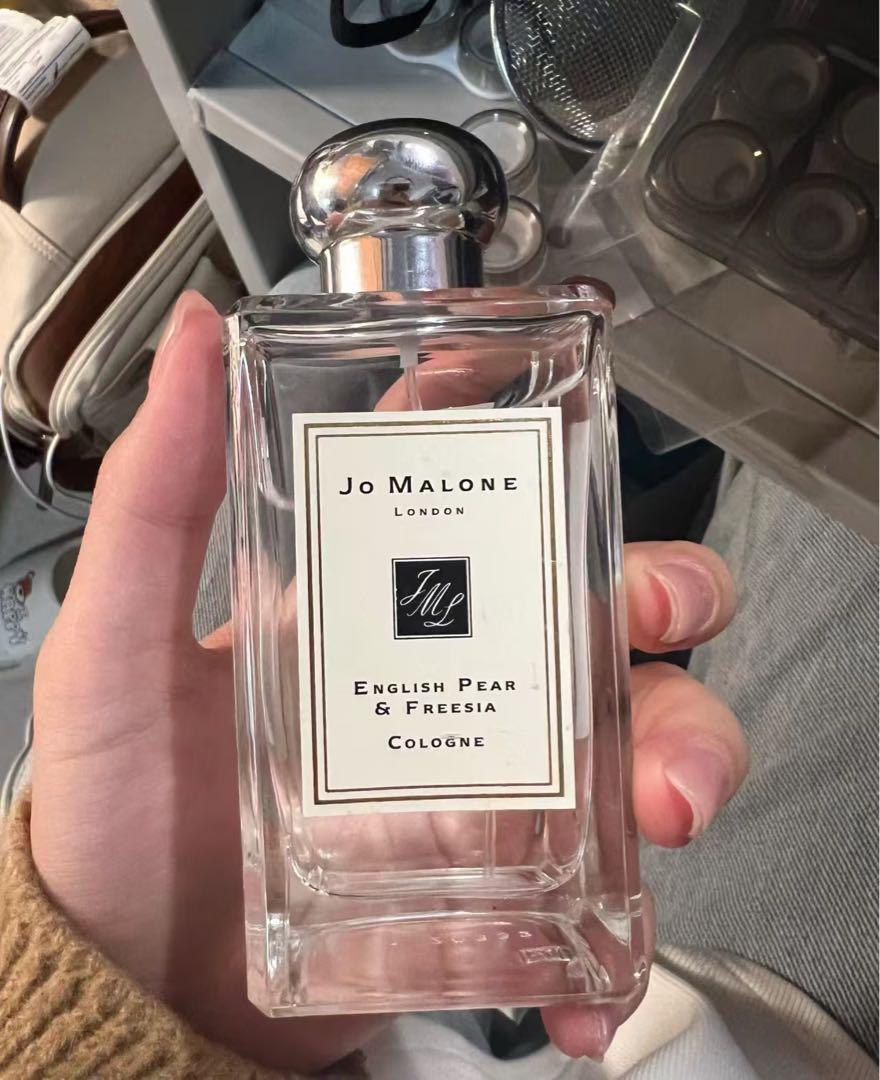 Jo Malone
London
JML
English Pear
& Freesia
Cologne